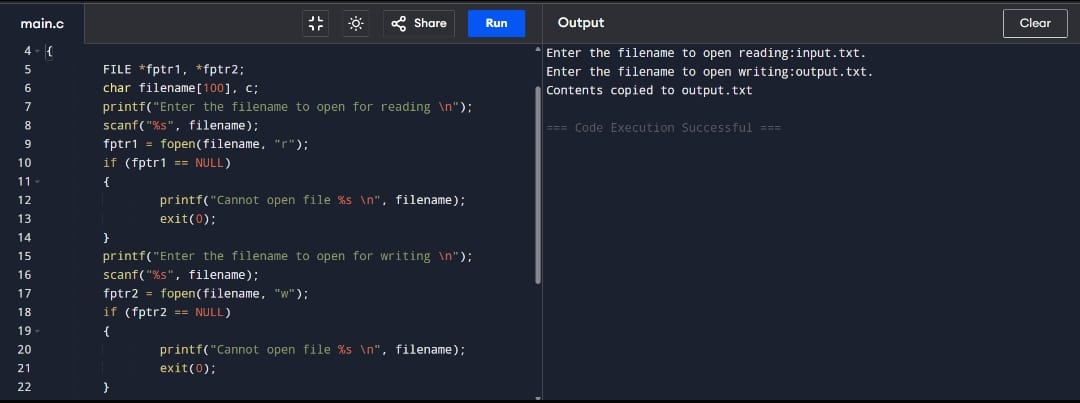 main.c
Share
Run
Output
Clear
4 {
5 FILE *fptr1, *fptr2;
6 char filename[100], c;
7 printf("Enter the filename to open for reading \n");
8 scanf("%s", filename);
9 fptr1 = fopen(filename, "r");
10 if (fptr1 == NULL)
11 {
12 printf("Cannot open file %s \n", filename);
13 exit(0);
14 }
15 printf("Enter the filename to open for writing \n");
16 scanf("%s", filename);
17 fptr2 = fopen(filename, "w");
18 if (fptr2 == NULL)
19 {
20 printf("Cannot open file %s \n", filename);
21 exit(0);
22 }
Enter the filename to open reading:input.txt.
Enter the filename to open writing:output.txt.
Contents copied to output.txt
=== Code Execution Successful ===